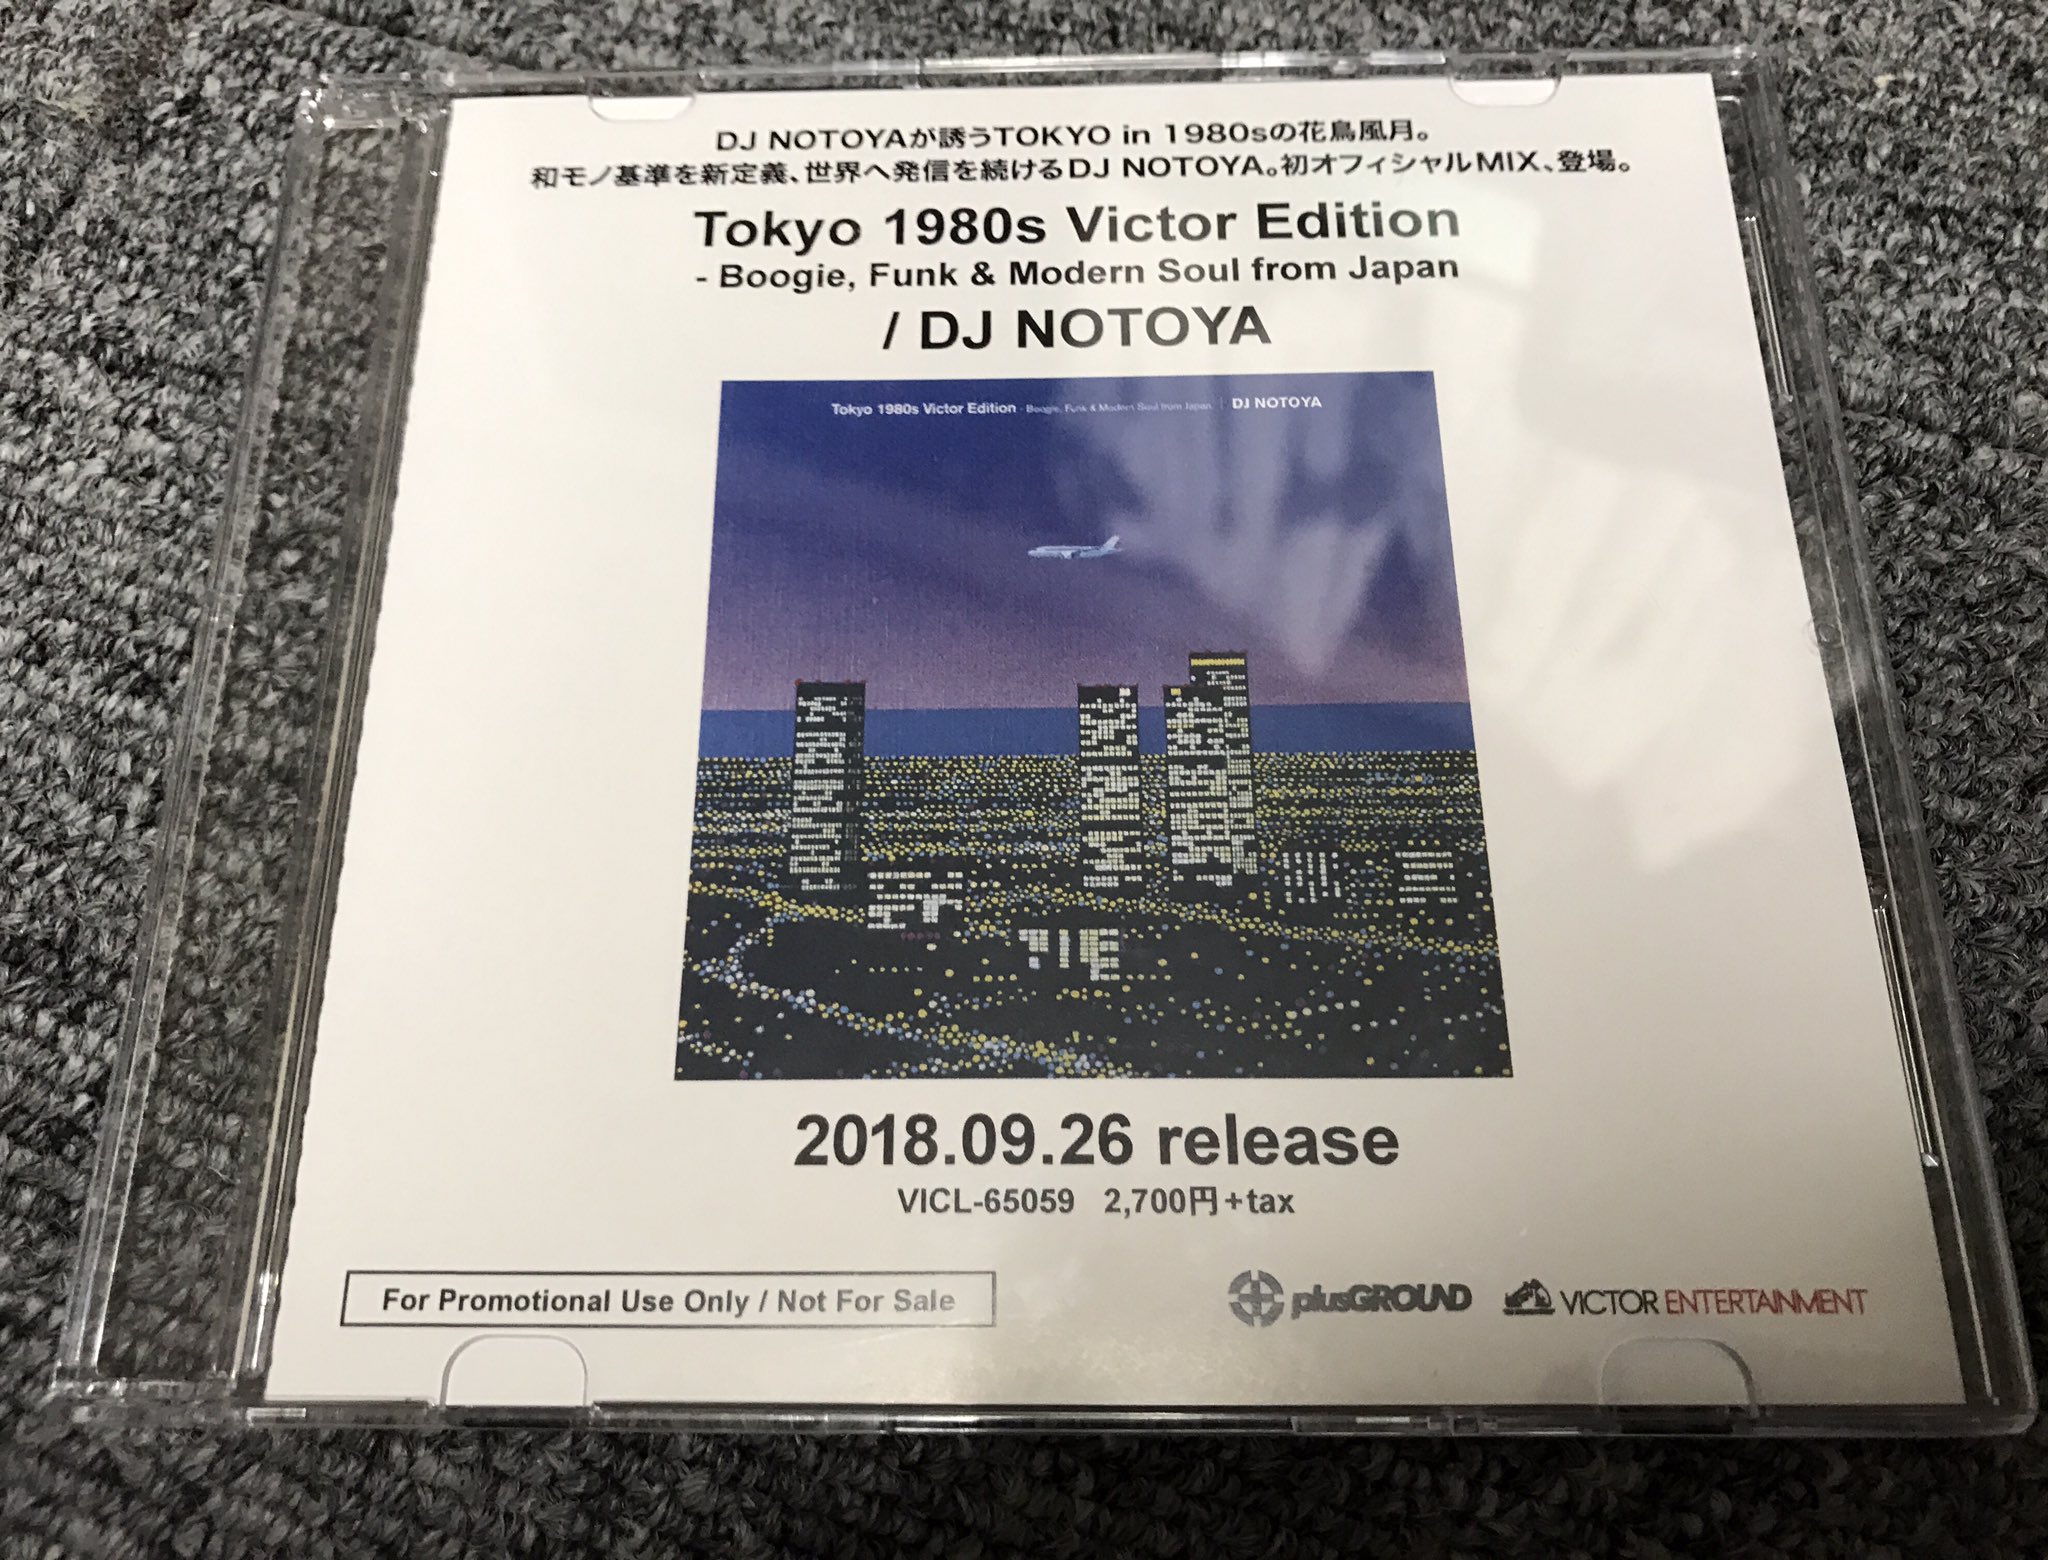 DJ NOTOYAが誘うTOKYO in 1980sの花鳥風月。
和モノ基準を新定義、世界へ発信を続けるDJ NOTOYA。初オフィシャルMIX、登場。
Tokyo 1980s Victor Edition
- Boogie, Funk & Modern Soul from Japan
/ DJ NOTOYA
Tokyo 1980s Victor Edition - Boogie, Funk & Modern Soul from Japan | DJ NOTOYA
2018.09.26 release
VICL-65059 2,700円+tax
For Promotional Use Only / Not For Sale
plusGROUND
VICTOR ENTERTAINMENT